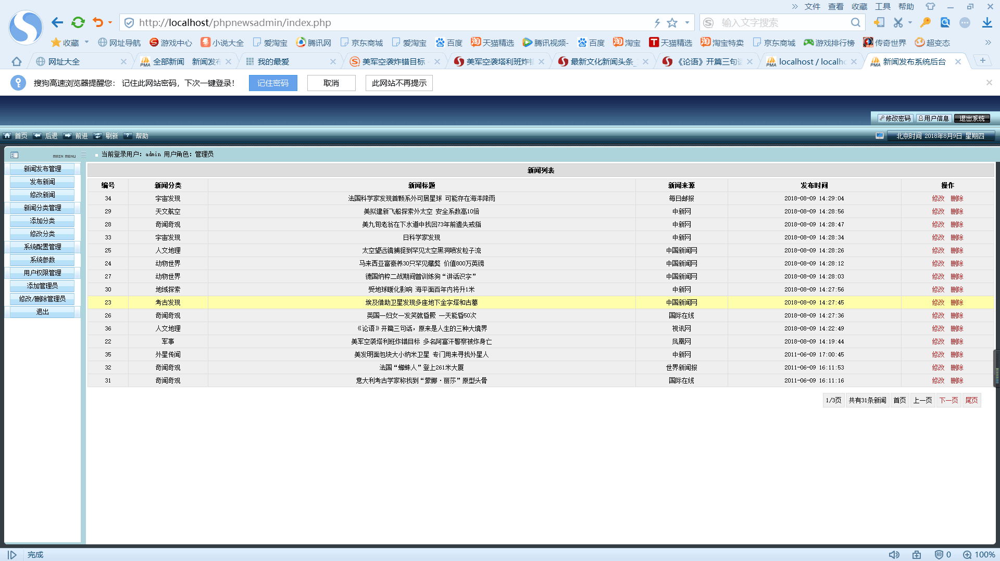 » 文件 查看 收藏 工具 帮助
http://localhost/phpnewsadmin/index.php 输入文字搜索
收藏 网址导航 游戏中心 小说大全 爱淘宝 腾讯网 京东商城 爱淘宝 百度 天猫精选 腾讯视频- 百度 淘宝 天猫精选 淘宝特卖 京东商城 游戏排行榜 传奇世界 超变态 »
网址大全 全部新闻 新闻发布 我的最爱 美军空袭炸错目标 - 美军空袭塔利班炸错 最新文化新闻头条_ 《论语》开篇三句话 localhost / localho 新闻发布系统后台
搜狗高速浏览器提醒您: 记住此网站密码,下次一键登录! 记住密码 取消 此网站不再提示
修改密码 用户信息 退出系统
首页 后退 前进 刷新 帮助 北京时间 2018年8月9日 星期四
MAIN MENU 当前登录用户:admin 用户角色:管理员
新闻发布管理
发布新闻
修改新闻
新闻分类管理
添加分类
修改分类
系统配置管理
系统参数
用户权限管理
添加管理员
修改/删除管理员
退出
新闻列表
编号 新闻分类 新闻标题 新闻来源 发布时间 操作
34 宇宙发现 法国科学家发现首颗系外可居星球 可能存在海洋降雨 每日邮报 2018-08-09 14:29:04 修改 删除
29 天文航空 美拟建新飞船探索外太空 安全系数高10倍 中新网 2018-08-09 14:28:56 修改 删除
28 奇闻奇观 美九旬老翁在下水道中找回73年前遗失戒指 中新网 2018-08-09 14:28:47 修改 删除
33 宇宙发现 日科学家发现 中新网 2018-08-09 14:28:34 修改 删除
25 人文地理 太空望远镜捕捉到罕见太空黑洞喷发粒子流 中国新闻网 2018-08-09 14:28:26 修改 删除
24 动物世界 马来西亚富豪养30只罕见藏獒 价值800万英镑 中国新闻网 2018-08-09 14:28:12 修改 删除
27 动物世界 德国纳粹二战期间曾训练狗“讲话识字” 中国新闻网 2018-08-09 14:28:03 修改 删除
30 地域探索 受地球暖化影响 海平面百年内将升1米 中新网 2018-08-09 14:27:56 修改 删除
23 考古发现 埃及借助卫星发现多座地下金字塔和古墓 中国新闻网 2018-08-09 14:27:45 修改 删除
26 奇闻奇观 英国一妇女一发笑就昏厥 一天能昏50次 国际在线 2018-08-09 14:27:36 修改 删除
36 人文地理 《论语》开篇三句话,原来是人生的三种大境界 视讯网 2018-08-09 14:22:49 修改 删除
22 军事 美军空袭塔利班炸错目标 多名阿富汗警察被炸身亡 凤凰网 2018-08-09 14:19:44 修改 删除
35 外星传闻 美发明面包块大小纳米卫星 专门用来寻找外星人 中新网 2011-06-09 17:00:45 修改 删除
32 奇闻奇观 法国“蜘蛛人”登上261米大厦 世界新闻报 2011-06-09 16:11:53 修改 删除
31 奇闻奇观 意大利考古学家称找到“蒙娜·丽莎”原型头骨 国际在线 2011-06-09 16:11:16 修改 删除
1/3页 共有31条新闻 首页 上一页 下一页 尾页
完成 0 100%